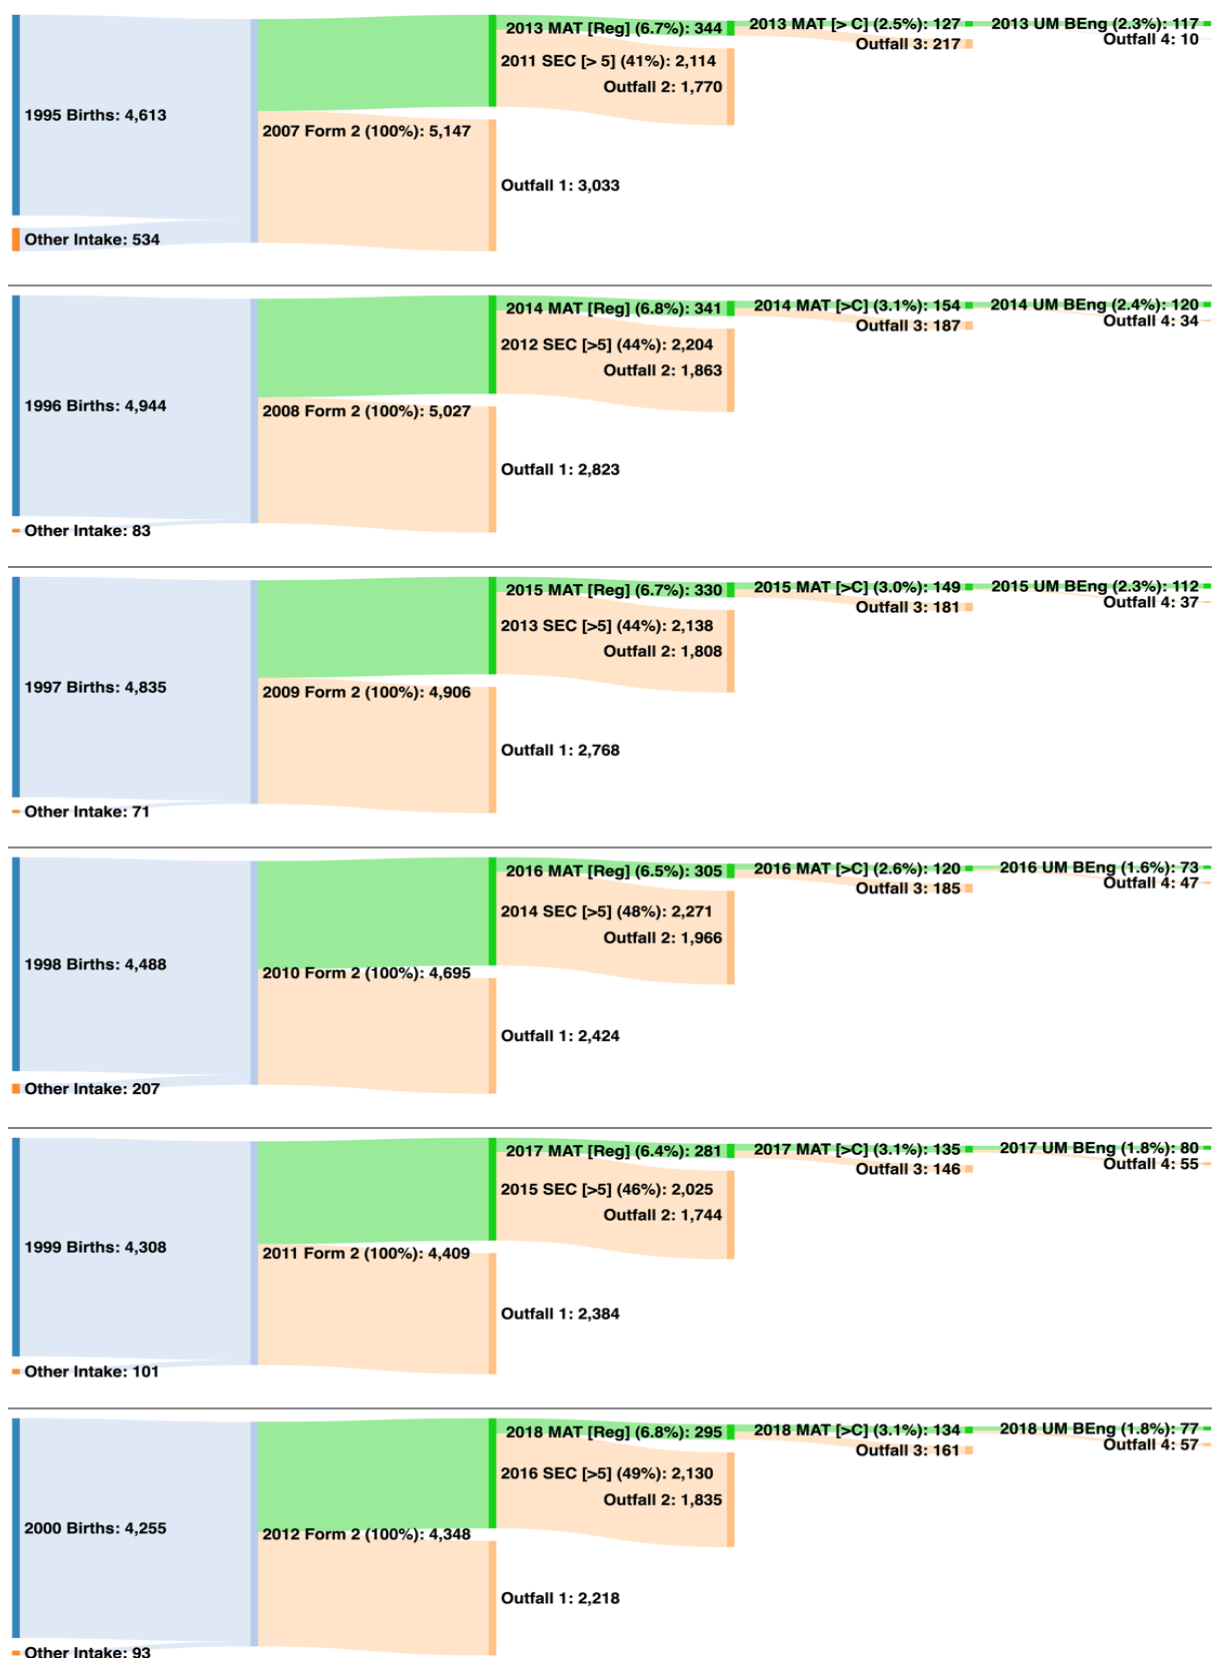 2013 MAT [Reg] (6.7%): 344
2013 MAT [> C] (2.5%): 127
2013 UM BEng (2.3%): 117
Outfall 3: 217
Outfall 4: 10
2011 SEC [> 5] (41%): 2,114
Outfall 2: 1,770
1995 Births: 4,613
2007 Form 2 (100%): 5,147
Outfall 1: 3,033
Other Intake: 534
2014 MAT [Reg] (6.8%): 341
2014 MAT [>C] (3.1%): 154
2014 UM BEng (2.4%): 120
Outfall 3: 187
Outfall 4: 34
2012 SEC [>5] (44%): 2,204
Outfall 2: 1,863
1996 Births: 4,944
2008 Form 2 (100%): 5,027
Outfall 1: 2,823
Other Intake: 83
2015 MAT [Reg] (6.7%): 330
2015 MAT [>C] (3.0%): 149
2015 UM BEng (2.3%): 112
Outfall 3: 181
Outfall 4: 37
2013 SEC [>5] (44%): 2,138
Outfall 2: 1,808
1997 Births: 4,835
2009 Form 2 (100%): 4,906
Outfall 1: 2,768
Other Intake: 71
2016 MAT [Reg] (6.5%): 305
2016 MAT [>C] (2.6%): 120
2016 UM BEng (1.6%): 73
Outfall 3: 185
Outfall 4: 47
2014 SEC [>5] (48%): 2,271
Outfall 2: 1,966
1998 Births: 4,488
2010 Form 2 (100%): 4,695
Outfall 1: 2,424
Other Intake: 207
2017 MAT [Reg] (6.4%): 281
2017 MAT [>C] (3.1%): 135
2017 UM BEng (1.8%): 80
Outfall 3: 146
Outfall 4: 55
2015 SEC [>5] (46%): 2,025
Outfall 2: 1,744
1999 Births: 4,308
2011 Form 2 (100%): 4,409
Outfall 1: 2,384
Other Intake: 101
2018 MAT [Reg] (6.8%): 295
2018 MAT [>C] (3.1%): 134
2018 UM BEng (1.8%): 77
Outfall 3: 161
Outfall 4: 57
2016 SEC [>5] (49%): 2,130
Outfall 2: 1,835
2000 Births: 4,255
2012 Form 2 (100%): 4,348
Outfall 1: 2,218
Other Intake: 93